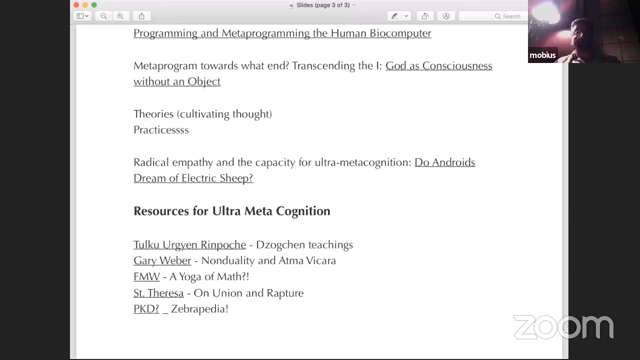 Slides (page 3 of 3)
Search
Programming and Metaprogramming the Human Biocomputer
Metaprogram towards what end? Transcending the I: God as Consciousness
without an Object
Theories (cultivating thought)
Practicessss
Radical empathy and the capacity for ultra-metacognition: Do Androids
Dream of Electric Sheep?
Resources for Ultra Meta Cognition
Tulku Urgyen Rinpoche - Dzogchen teachings
Gary Weber - Nonduality and Atma Vicara
FMW - A Yoga of Math?!
St. Theresa - On Union and Rapture
PKD? _ Zebrapedia!
mobius
zoom